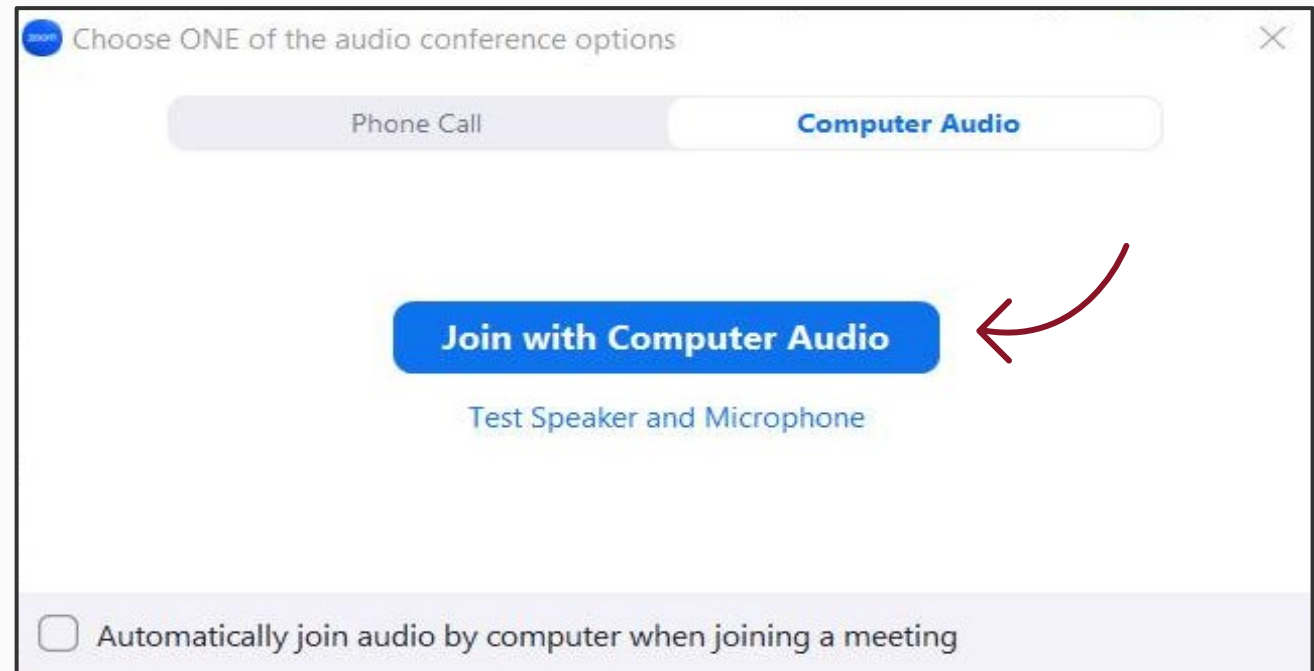 zoom
Choose ONE of the audio conference options
Phone Call
Computer Audio
Join with Computer Audio
Test Speaker and Microphone
Automatically join audio by computer when joining a meeting